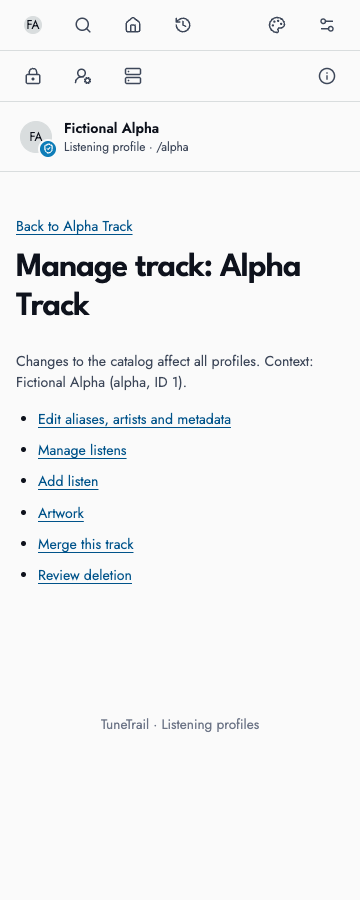 FA
FA
Fictional Alpha
Listening profile · /alpha
Back to Alpha Track
Manage track: Alpha
Track
Changes to the catalog affect all profiles. Context:
Fictional Alpha (alpha, ID 1).
Edit aliases, artists and metadata
Manage listens
Add listen
Artwork
Merge this track
Review deletion
TuneTrail · Listening profiles